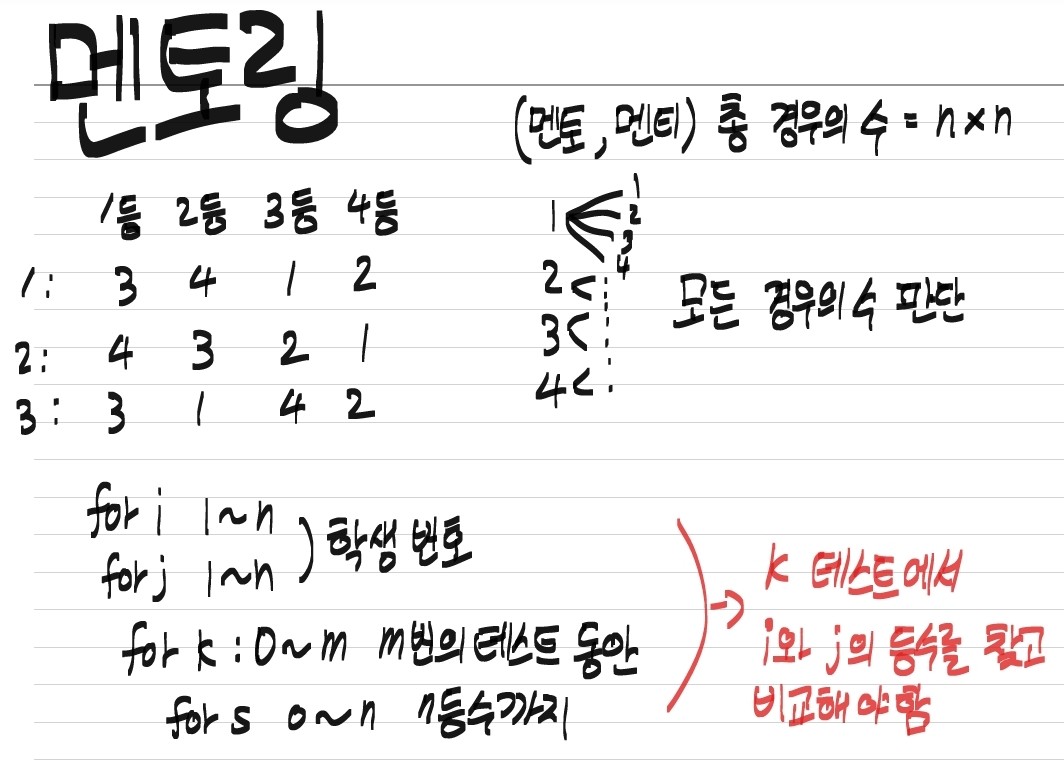 멘토링
(멘토, 멘티) 총 경우의 수 = n×n
1등 2등 3등 4등
1: 3 4 1 2
2: 4 3 2 1
3: 3 1 4 2
1 1
2
3
4
2
3
4
모든 경우의 수 판단
for i 1~n
for j 1~n
학생 번호
for k : 0~m m번의 테스트 동안
for s 0~n n등수까지
k 테스트에서
i와 j의 등수를 찾고
비교해야 함